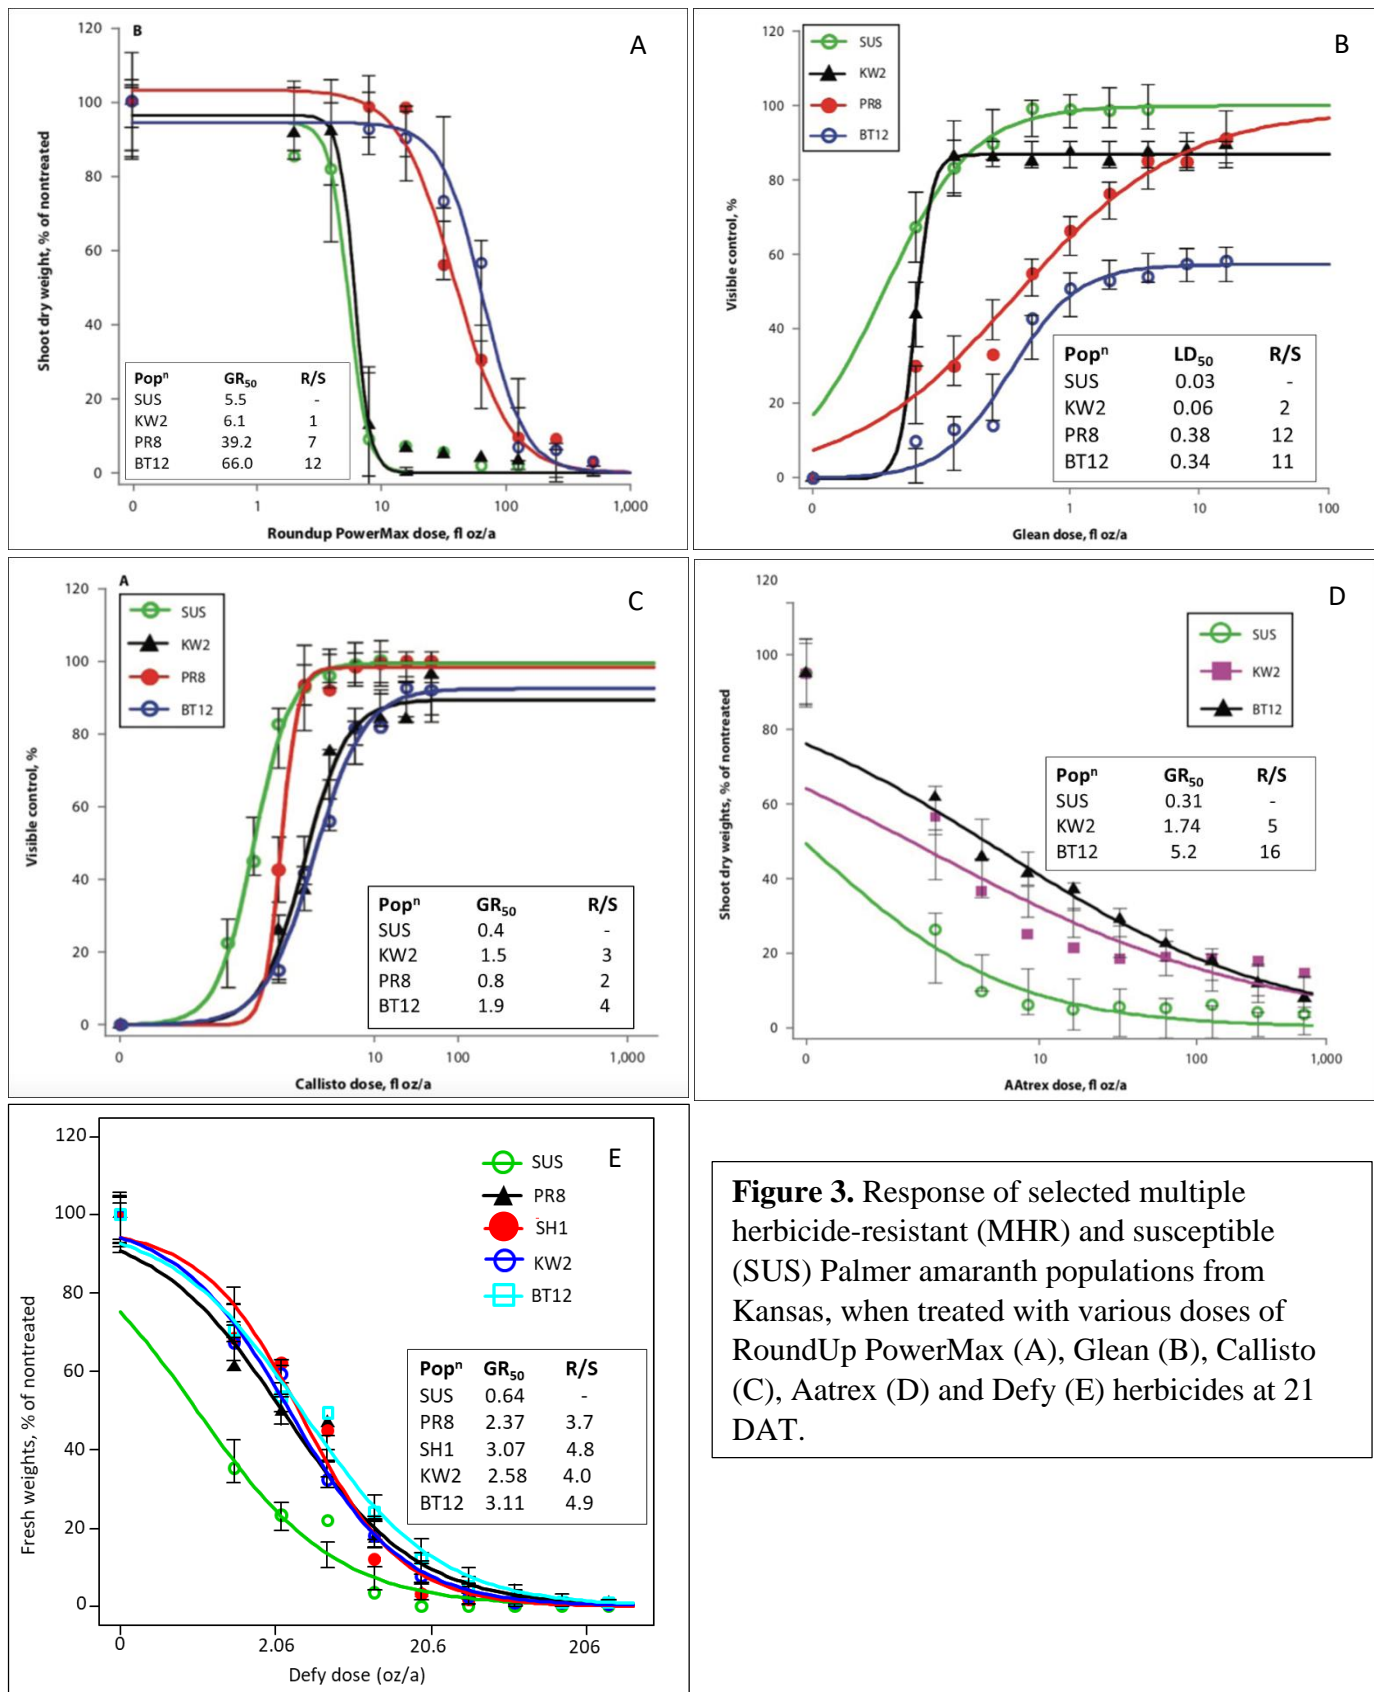 B
A
120
100
80
60
40
20
0
Shoot dry weight, % of nontreated
Popⁿ GR₅₀ R/S
SUS 5.5 -
KW2 6.1 1
PR8 39.2 7
BT12 66.0 12
0 1 10 100 1,000
Roundup PowerMax dose, fl oz/a
B
SUS
KW2
PR8
BT12
120
100
80
60
40
20
0
Visible control, %
Popⁿ LD₅₀ R/S
SUS 0.03 -
KW2 0.06 2
PR8 0.38 12
BT12 0.34 11
0 1 10 100
Glean dose, fl oz/a
A
C
SUS
KW2
PR8
BT12
120
100
80
60
40
20
0
Visible control, %
Popⁿ GR₅₀ R/S
SUS 0.4 -
KW2 1.5 3
PR8 0.8 2
BT12 1.9 4
0 10 100 1,000
Callisto dose, fl oz/a
D
SUS
KW2
BT12
120
100
80
60
40
20
0
Shoot dry weights, % of nontreated
Popⁿ GR₅₀ R/S
SUS 0.31 -
KW2 1.74 5
BT12 5.2 16
0 10 100 1,000
AAtrex dose, fl oz/a
E
SUS
PR8
SH1
KW2
BT12
120
100
80
60
40
20
0
Fresh weights, % of nontreated
Popⁿ GR₅₀ R/S
SUS 0.64 -
PR8 2.37 3.7
SH1 3.07 4.8
KW2 2.58 4.0
BT12 3.11 4.9
0 2.06 20.6 206
Defy dose (oz/a)
Figure 3. Response of selected multiple
herbicide-resistant (MHR) and susceptible
(SUS) Palmer amaranth populations from
Kansas, when treated with various doses of
RoundUp PowerMax (A), Glean (B), Callisto
(C), Aatrex (D) and Defy (E) herbicides at 21
DAT.